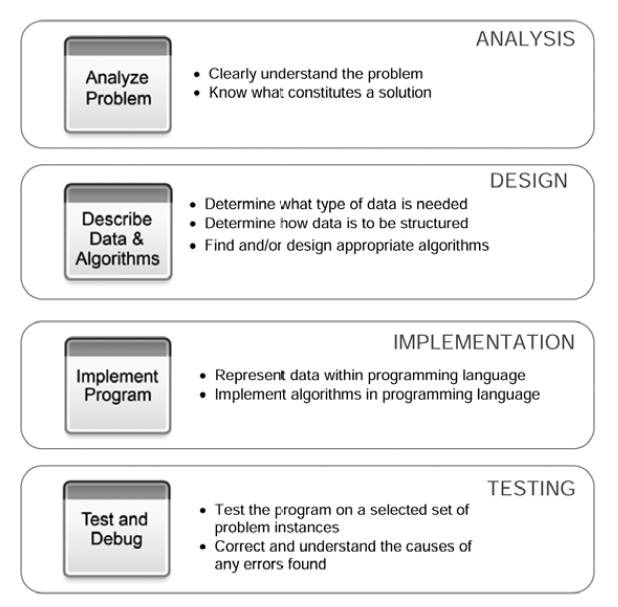 ANALYSIS
Analyze
Problem
• Clearly understand the problem
• Know what constitutes a solution
DESIGN
Describe
Data &
Algorithms
• Determine what type of data is needed
• Determine how data is to be structured
• Find and/or design appropriate algorithms
IMPLEMENTATION
Implement
Program
• Represent data within programming language
• Implement algorithms in programming language
TESTING
Test and
Debug
• Test the program on a selected set of
problem instances
• Correct and understand the causes of
any errors found